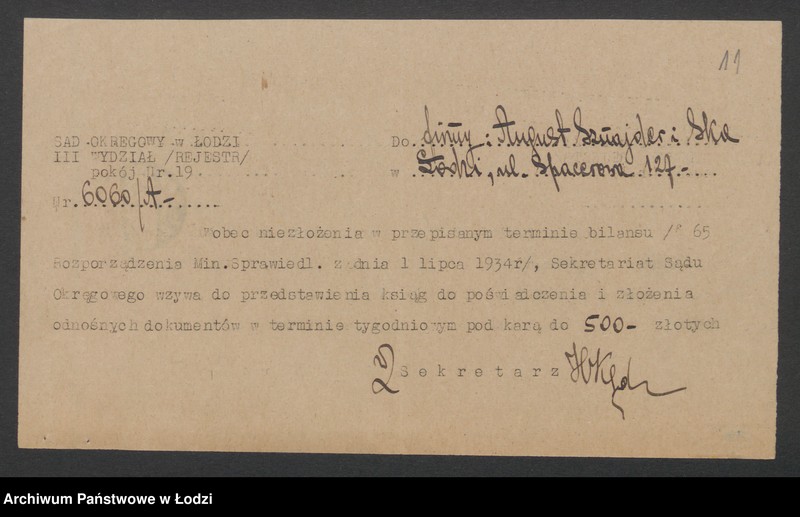 11
SĄD OKRĘGOWY w ŁODZI
III WYDZIAŁ /REJESTR/
pokój Nr.19
Nr. 6060/A-
Do firmy: August Sznajder i Ska
w Łodzi, ul. Spacerowa 127.-
Wobec niezłożenia w przepisanym terminie bilansu /§ 65
Rozporządzenia Min.Sprawiedl. z dnia 1 lipca 1934r/, Sekretariat Sądu
Okręgowego wzywa do przedstawienia ksiąg do poświadczenia i złożenia
odnośnych dokumentów w terminie tygodniowym pod karą do 500- złotych
Sekretarz
Archiwum Państwowe w Łodzi